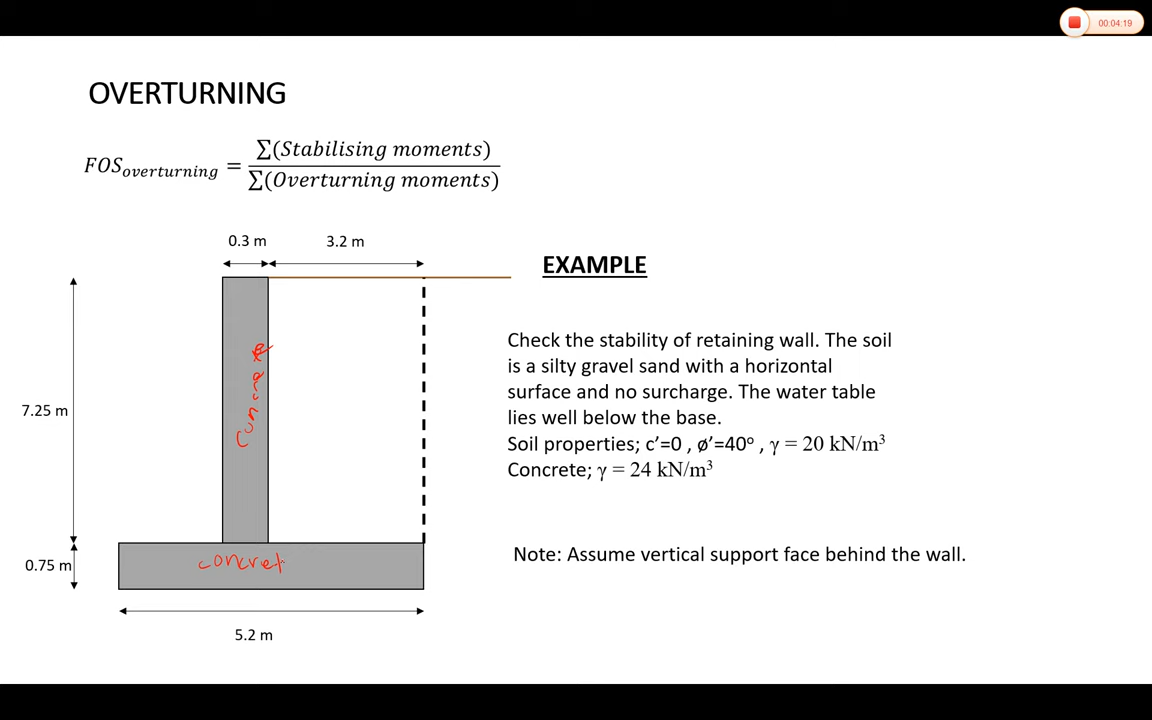 00:04:19
OVERTURNING
FOS_overturning = ∑(Stabilising moments) / ∑(Overturning moments)
0.3 m
3.2 m
EXAMPLE
Check the stability of retaining wall. The soil
is a silty gravel sand with a horizontal
surface and no surcharge. The water table
lies well below the base.
Soil properties; c’=0 , ø’=40° , γ = 20 kN/m³
Concrete; γ = 24 kN/m³
7.25 m
Concrete
0.75 m
concret
Note: Assume vertical support face behind the wall.
5.2 m